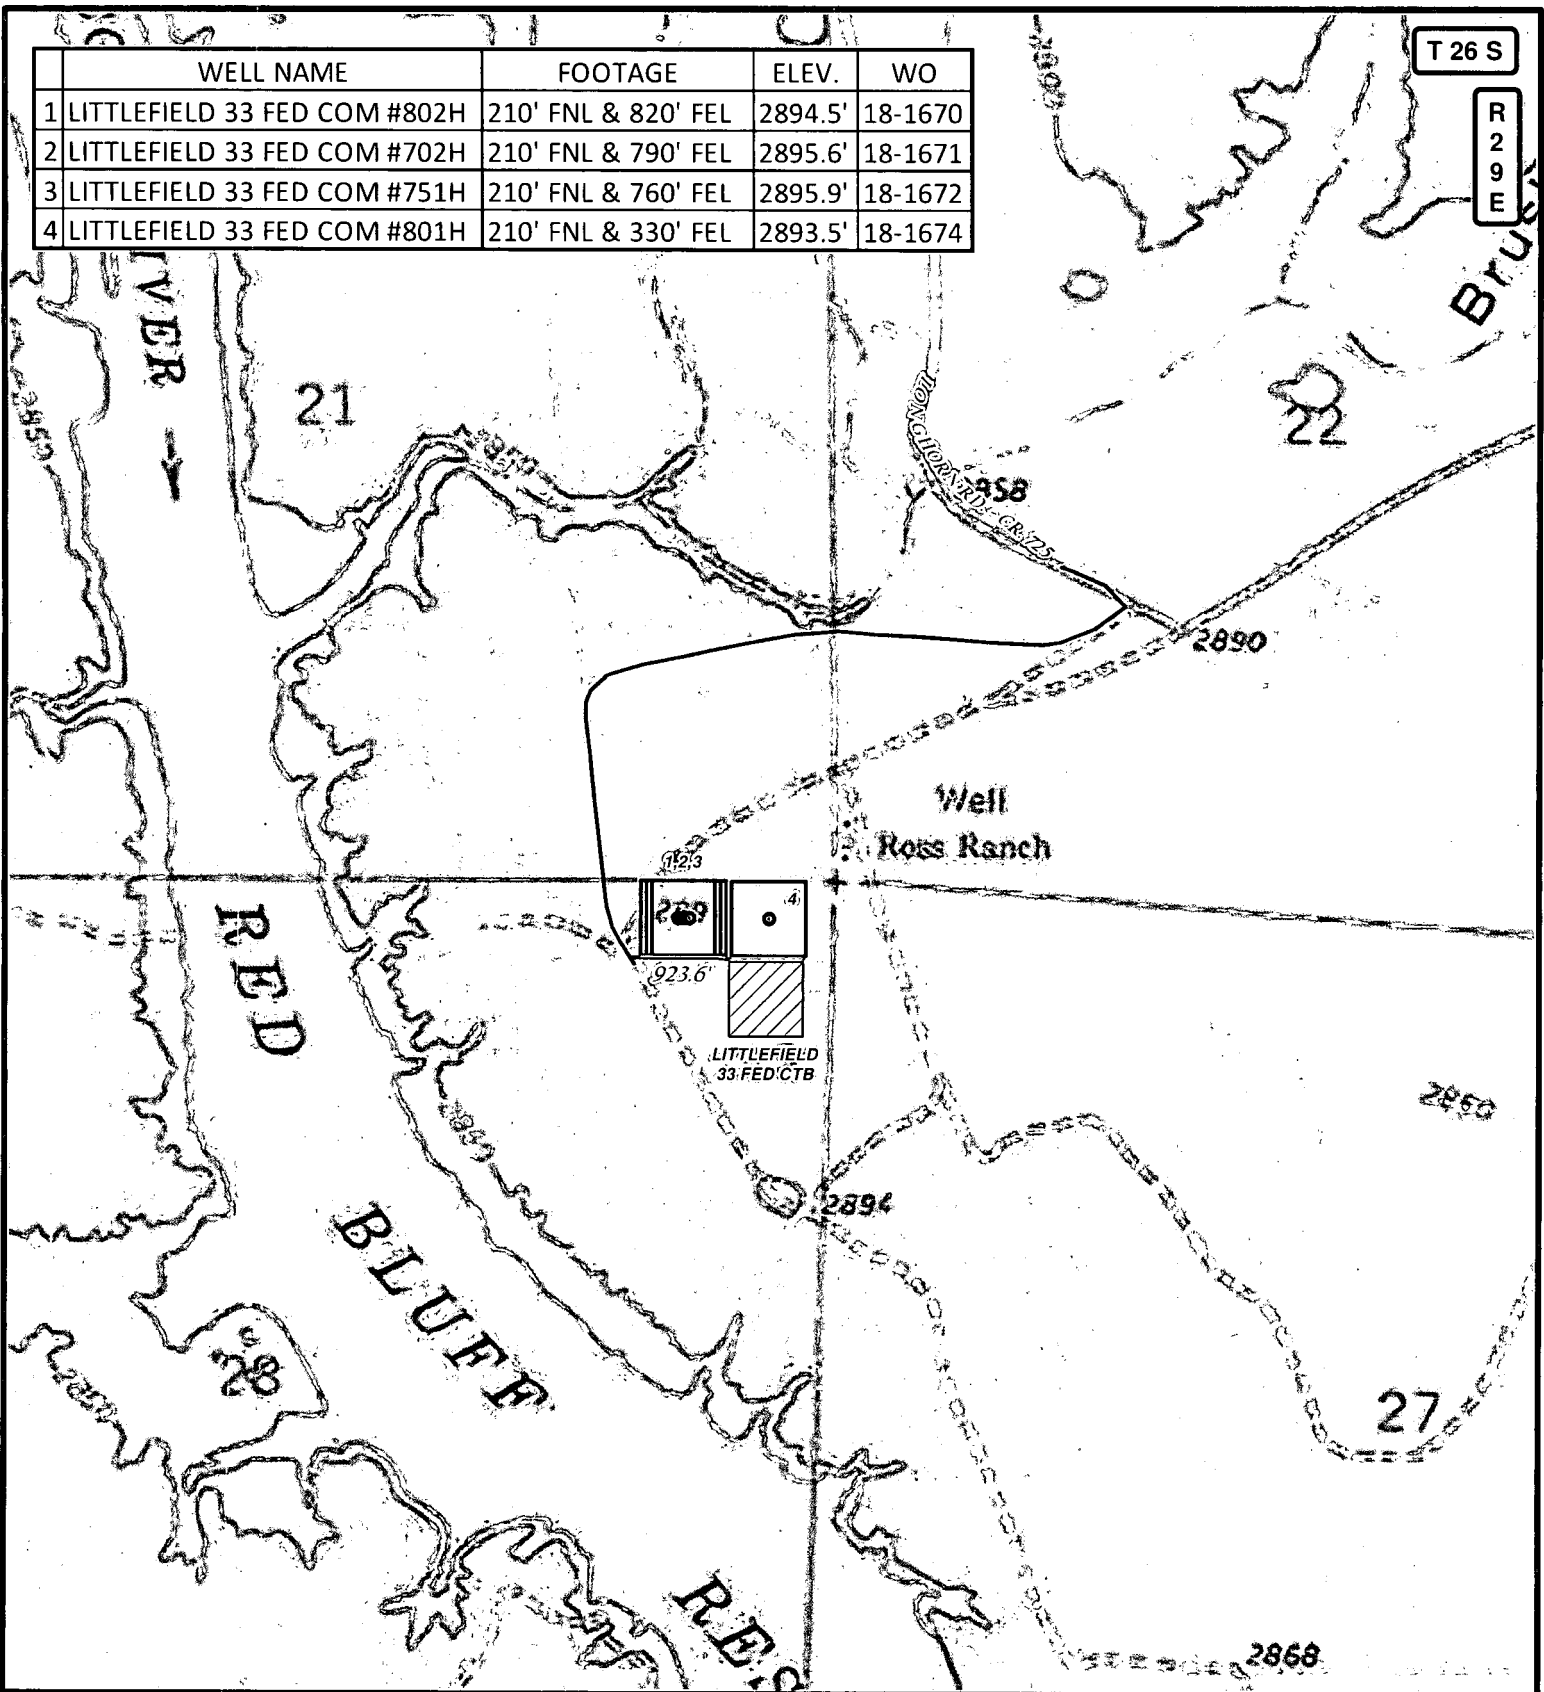 T 26 S
R
2
9
E
WELL NAME FOOTAGE ELEV. WO
1 LITTLEFIELD 33 FED COM #802H 210' FNL & 820' FEL 2894.5' 18-1670
2 LITTLEFIELD 33 FED COM #702H 210' FNL & 790' FEL 2895.6' 18-1671
3 LITTLEFIELD 33 FED COM #751H 210' FNL & 760' FEL 2895.9' 18-1672
4 LITTLEFIELD 33 FED COM #801H 210' FNL & 330' FEL 2893.5' 18-1674
21
22
2890
Well
Ross Ranch
1,2,3
4
923.6'
LITTLEFIELD
33 FED CTB
RED
BLUFF
2860
2894
28
27
2868